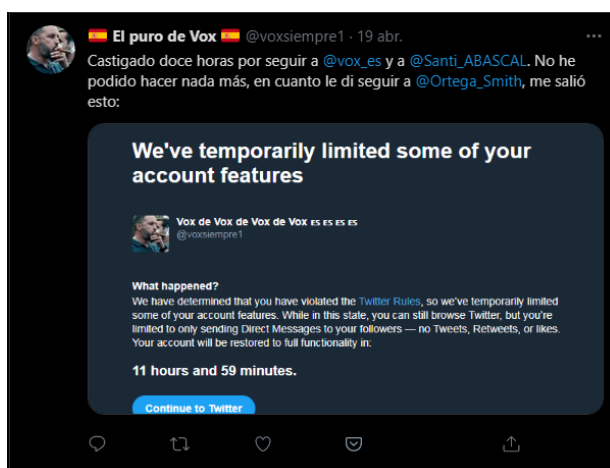 El puro de Vox @voxsiempre1 · 19 abr.
Castigado doce horas por seguir a @vox_es y a @Santi_ABASCAL. No he
podido hacer nada más, en cuanto le di seguir a @Ortega_Smith, me salió
esto:
We've temporarily limited some of your
account features
Vox de Vox de Vox de Vox ES ES ES ES
@voxsiempre1
What happened?
We have determined that you have violated the Twitter Rules, so we've temporarily limited
some of your account features. While in this state, you can still browse Twitter, but you're
limited to only sending Direct Messages to your followers — no Tweets, Retweets, or likes.
Your account will be restored to full functionality in:
11 hours and 59 minutes.
Continue to Twitter